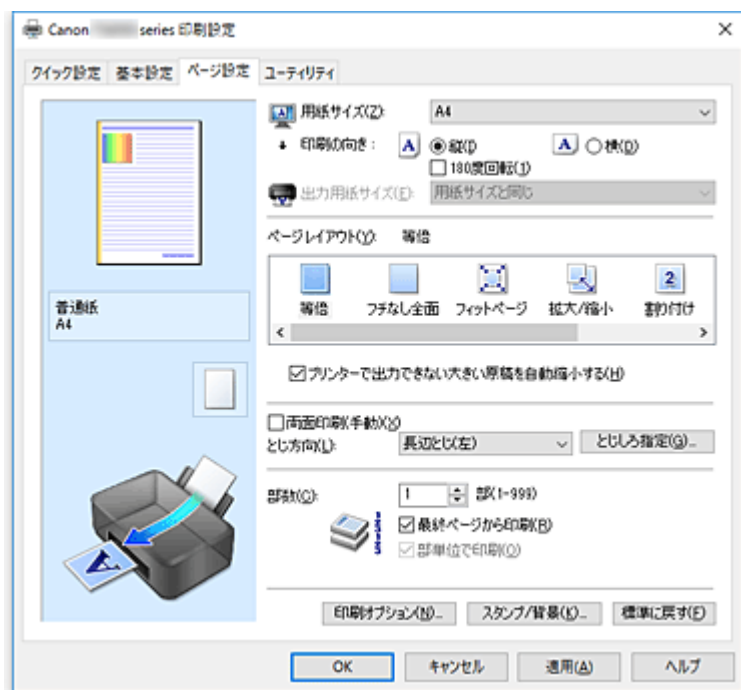 Canon series 印刷設定
クイック設定 基本設定 ページ設定 ユーティリティ
用紙サイズ(Z): A4
印刷の向き: A 縦(I) A 横(D)
180度回転(1)
出力用紙サイズ(E): 用紙サイズと同じ
ページレイアウト(Y): 等倍
2
等倍 フチなし全面 フィットページ 拡大/縮小 割り付け
普通紙
A4
プリンターで出力できない大きい原稿を自動縮小する(H)
両面印刷(手動)(X)
とじ方向(L): 長辺とじ(左) とじしろ指定(G)...
部数(C): 1 部(1-999)
最終ページから印刷(R)
部単位で印刷(O)
A
印刷オプション(N)... スタンプ/背景(K)... 標準に戻す(F)
OK キャンセル 適用(A) ヘルプ